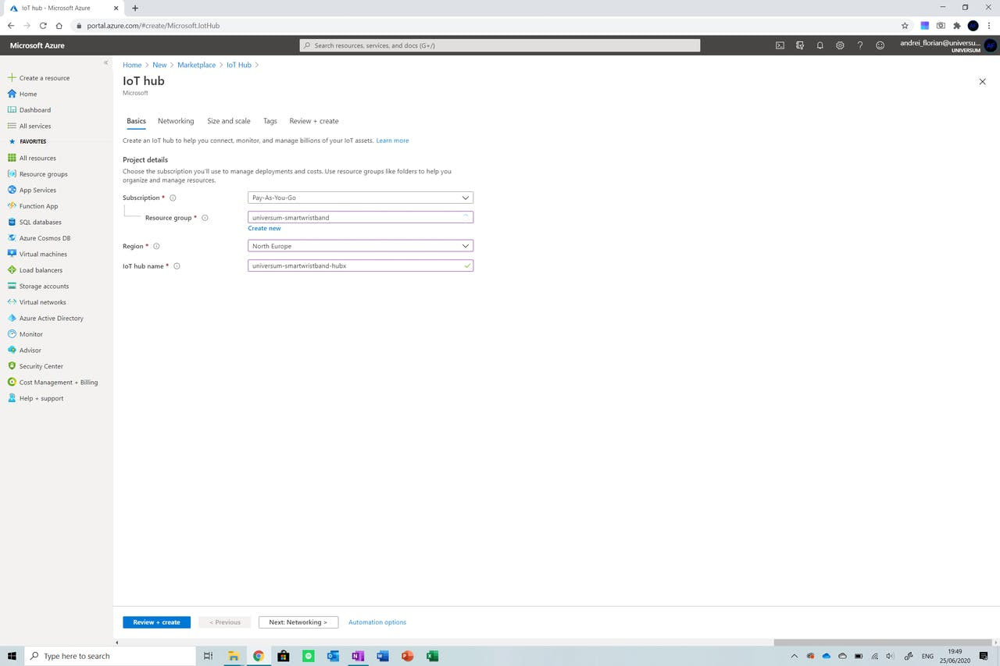 IoT hub - Microsoft Azure
portal.azure.com/#create/Microsoft.IotHub
Microsoft Azure
Search resources, services, and docs (G+/)
andrei_florian@universu...
UNIVERSUM
AF
Create a resource
Home
Dashboard
All services
FAVORITES
All resources
Resource groups
App Services
Function App
SQL databases
Azure Cosmos DB
Virtual machines
Load balancers
Storage accounts
Virtual networks
Azure Active Directory
Monitor
Advisor
Security Center
Cost Management + Billing
Help + support
Home > New > Marketplace > IoT Hub >
IoT hub
Microsoft
Basics Networking Size and scale Tags Review + create
Create an IoT hub to help you connect, monitor, and manage billions of your IoT assets. Learn more
Project details
Choose the subscription you'll use to manage deployments and costs. Use resource groups like folders to help you
organize and manage resources.
Subscription * Pay-As-You-Go
Resource group * universum-smartwristband
Create new
Region * North Europe
IoT hub name * universum-smartwristband-hubx
Review + create < Previous Next: Networking > Automation options
Type here to search
ENG
19:49
25/06/2020